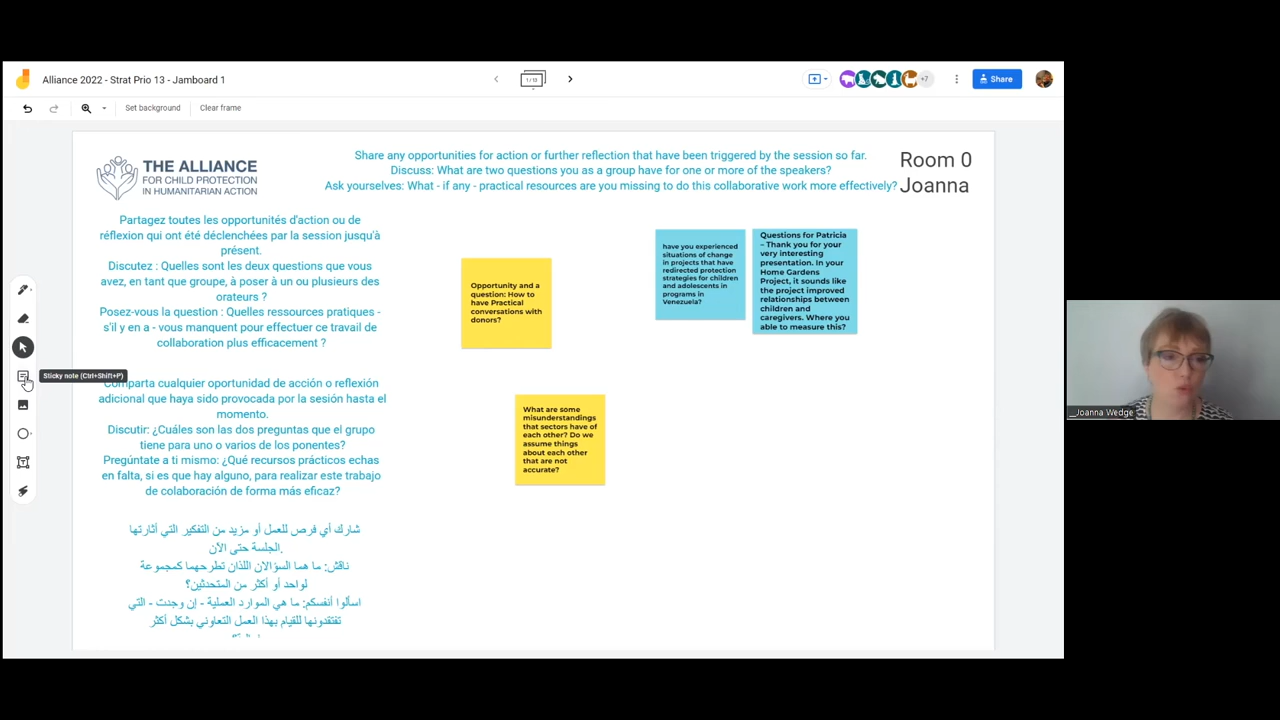 Alliance 2022 - Strat Prio 13 - Jamboard 1
1 / 13
+7
Share
Set background
Clear frame
THE ALLIANCE
FOR CHILD PROTECTION
IN HUMANITARIAN ACTION
Share any opportunities for action or further reflection that have been triggered by the session so far.
Discuss: What are two questions you as a group have for one or more of the speakers?
Ask yourselves: What - if any - practical resources are you missing to do this collaborative work more effectively?
Room 0
Joanna
Partagez toutes les opportunités d'action ou de
réflexion qui ont été déclenchées par la session jusqu'à
présent.
Discutez : Quelles sont les deux questions que vous
avez, en tant que groupe, à poser à un ou plusieurs des
orateurs ?
Posez-vous la question : Quelles ressources pratiques -
s'il y en a - vous manquent pour effectuer ce travail de
collaboration plus efficacement ?
Opportunity and a
question: How to
have Practical
conversations with
donors?
have you experienced
situations of change
in projects that have
redirected protection
strategies for children
and adolescents in
programs in
Venezuela?
Questions for Patricia
– Thank you for your
very interesting
presentation. In your
Home Gardens
Project, it sounds like
the project improved
relationships between
children and
caregivers. Where you
able to measure this?
Sticky note (Ctrl+Shift+P)
Comparta cualquier oportunidad de acción o reflexión
adicional que haya sido provocada por la sesión hasta el
momento.
Discutir: ¿Cuáles son las dos preguntas que el grupo
tiene para uno o varios de los ponentes?
Pregúntate a ti mismo: ¿Qué recursos prácticos echas
en falta, si es que hay alguno, para realizar este trabajo
de colaboración de forma más eficaz?
What are some
misunderstandings
that sectors have of
each other? Do we
assume things
about each other
that are not
accurate?
شارك أي فرص للعمل أو مزيد من التفكير التي أثارتها
الجلسة حتى الآن.
ناقش: ما هما السؤالان اللذان تطرحهما كمجموعة
لواحد أو أكثر من المتحدثين؟
اسألوا أنفسكم: ما هي الموارد العملية - إن وجدت - التي
تفتقدونها للقيام بهذا العمل التعاوني بشكل أكثر
__Joanna Wedge